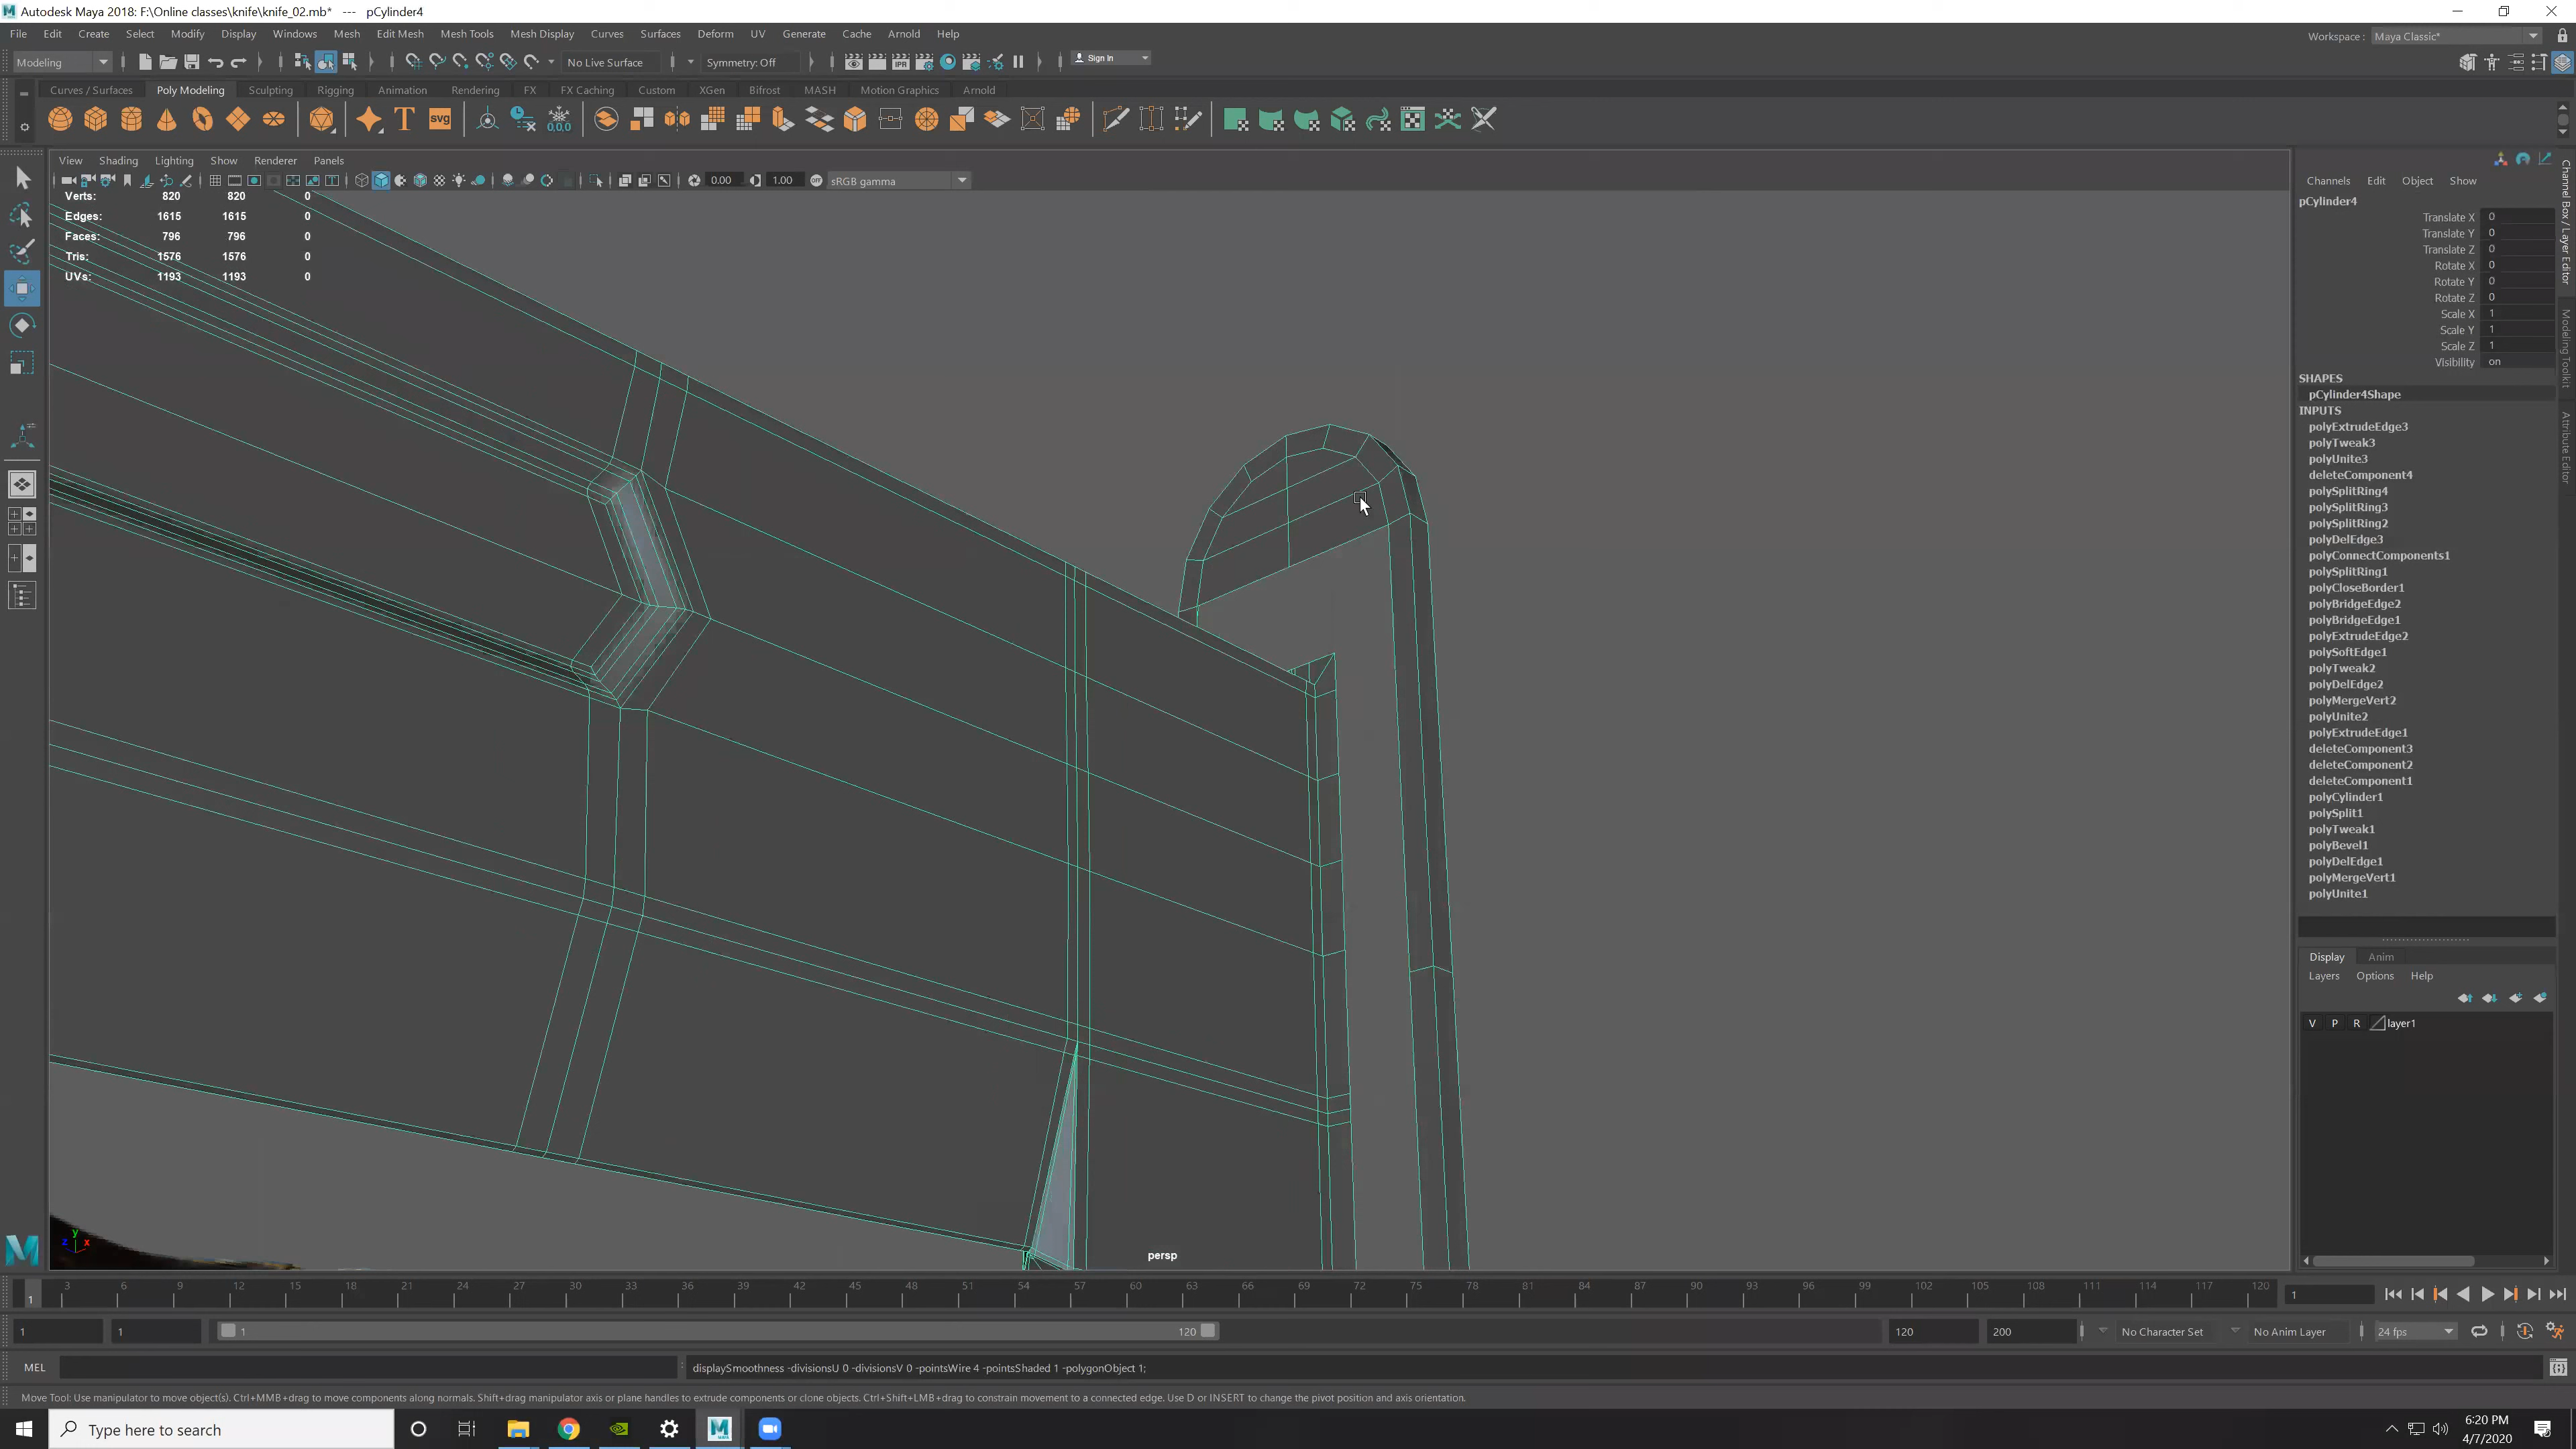 Autodesk Maya 2018: F:\Online classes\knife\knife_02.mb* --- pCylinder4
File Edit Create Select Modify Display Windows Mesh Edit Mesh Mesh Tools Mesh Display Curves Surfaces Deform UV Generate Cache Arnold Help
Workspace : Maya Classic*
Modeling No Live Surface Symmetry: Off Sign In
Curves / Surfaces Poly Modeling Sculpting Rigging Animation Rendering FX FX Caching Custom XGen Bifrost MASH Motion Graphics Arnold
View Shading Lighting Show Renderer Panels
0.00 1.00 sRGB gamma
Verts: 820 820 0
Edges: 1615 1615 0
Faces: 796 796 0
Tris: 1576 1576 0
UVs: 1193 1193 0
persp
Channels Edit Object Show
pCylinder4
Translate X 0
Translate Y 0
Translate Z 0
Rotate X 0
Rotate Y 0
Rotate Z 0
Scale X 1
Scale Y 1
Scale Z 1
Visibility on
SHAPES
pCylinder4Shape
INPUTS
polyExtrudeEdge3
polyTweak3
polyUnite3
deleteComponent4
polySplitRing4
polySplitRing3
polySplitRing2
polyDelEdge3
polyConnectComponents1
polySplitRing1
polyCloseBorder1
polyBridgeEdge2
polyBridgeEdge1
polyExtrudeEdge2
polySoftEdge1
polyTweak2
polyDelEdge2
polyMergeVert2
polyUnite2
polyExtrudeEdge1
deleteComponent3
deleteComponent2
deleteComponent1
polyCylinder1
polySplit1
polyTweak1
polyBevel1
polyDelEdge1
polyMergeVert1
polyUnite1
Display Anim
Layers Options Help
V P R layer1
Channel Box / Layer Editor
Modeling Toolkit
Attribute Editor
3 6 9 12 15 18 21 24 27 30 33 36 39 42 45 48 51 54 57 60 63 66 69 72 75 78 81 84 87 90 93 96 99 102 105 108 111 114 117 120
1 1
1 1 1 120 120 200 No Character Set No Anim Layer 24 fps
MEL displaySmoothness -divisionsU 0 -divisionsV 0 -pointsWire 4 -pointsShaded 1 -polygonObject 1;
Move Tool: Use manipulator to move object(s). Ctrl+MMB+drag to move components along normals. Shift+drag manipulator axis or plane handles to extrude components or clone objects. Ctrl+Shift+LMB+drag to constrain movement to a connected edge. Use D or INSERT to change the pivot position and axis orientation.
Type here to search
6:20 PM
4/7/2020